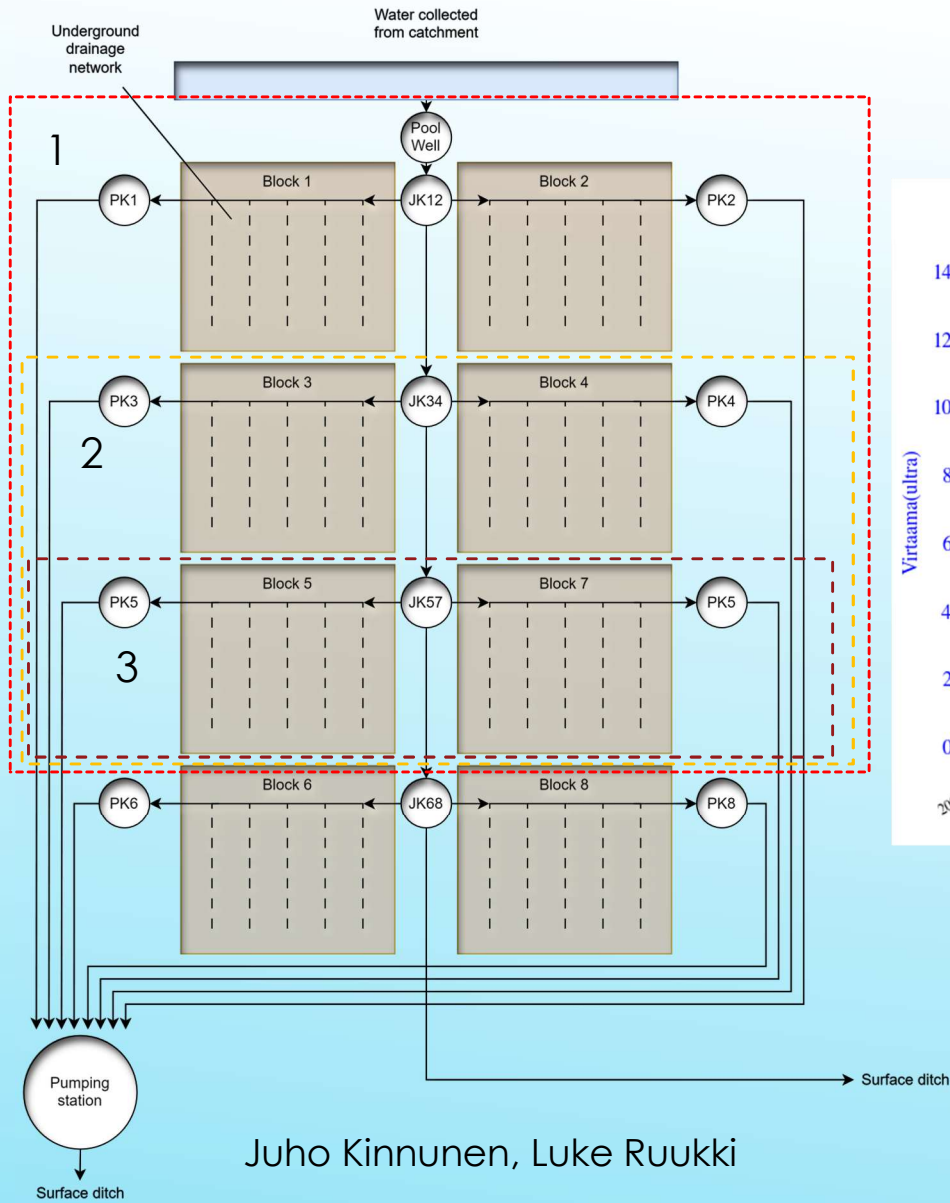 Water collected
from catchment
Underground
drainage
network
1
Pool
Well
PK1
Block 1
JK12
Block 2
PK2
PK3
Block 3
JK34
Block 4
PK4
2
PK5
Block 5
JK57
Block 7
PK5
3
PK6
Block 6
JK68
Block 8
PK8
Pumping
station
Surface ditch
Surface ditch
Juho Kinnunen, Luke Ruukki
Virtaama(ultra)
14
12
10
8
6
4
2
0